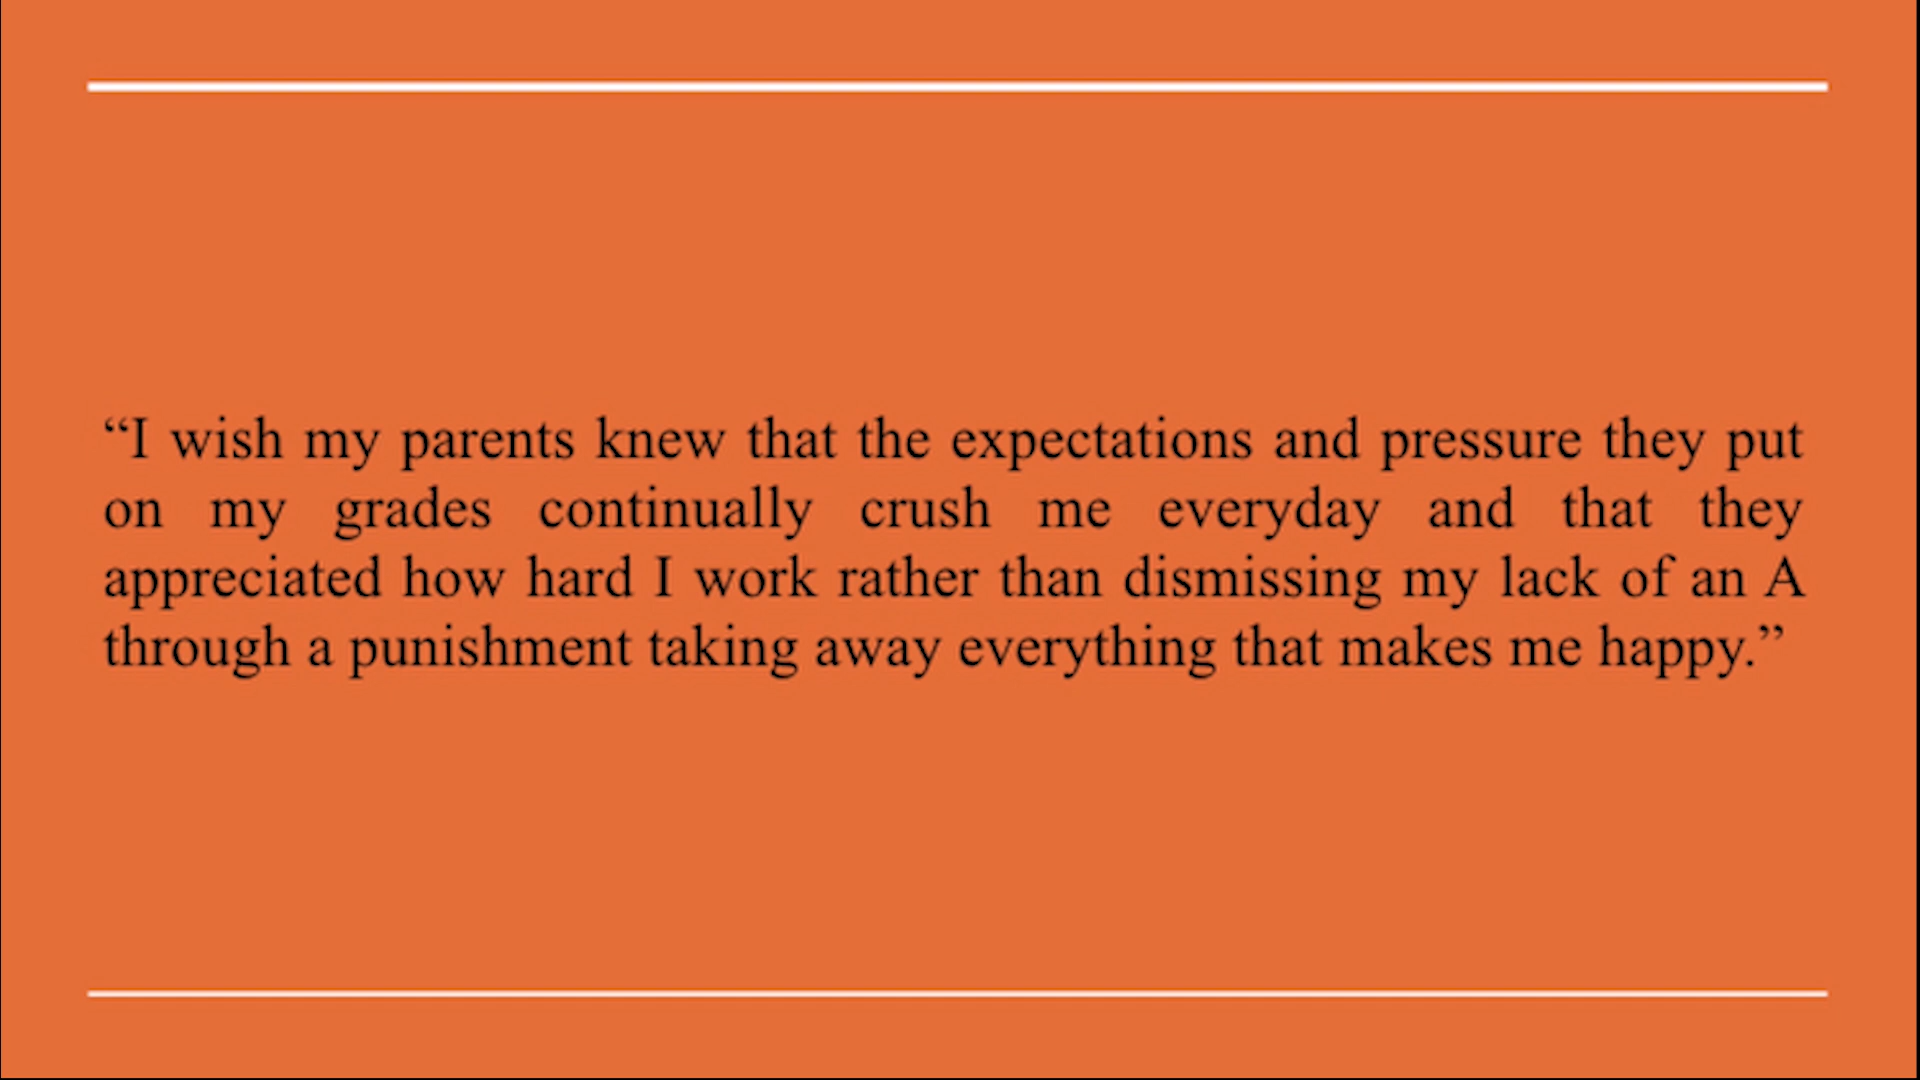 “I wish my parents knew that the expectations and pressure they put
on my grades continually crush me everyday and that they
appreciated how hard I work rather than dismissing my lack of an A
through a punishment taking away everything that makes me happy.”